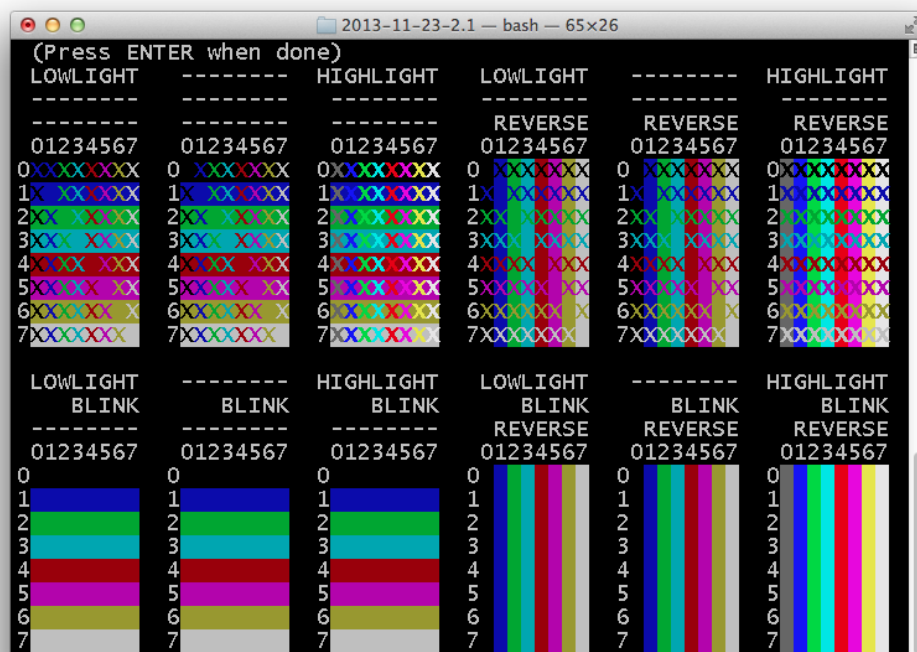 2013-11-23-2.1 — bash — 65×26
(Press ENTER when done)
LOWLIGHT -------- HIGHLIGHT LOWLIGHT -------- HIGHLIGHT
-------- -------- -------- -------- -------- --------
-------- -------- -------- REVERSE REVERSE REVERSE
01234567 01234567 01234567 01234567 01234567 01234567
0 XXXXXXX 0 XXXXXXX 0XXXXXXXX 0 XXXXXXX 0 XXXXXXX 0XXXXXXXX
1X XXXXXX 1X XXXXXX 1XXXXXXXX 1X XXXXXX 1X XXXXXX 1XXXXXXXX
2XX XXXXX 2XX XXXXX 2XXXXXXXX 2XX XXXXX 2XX XXXXX 2XXXXXXXX
3XXX XXXX 3XXX XXXX 3XXXXXXXX 3XXX XXXX 3XXX XXXX 3XXXXXXXX
4XXXX XXX 4XXXX XXX 4XXXXXXXX 4XXXX XXX 4XXXX XXX 4XXXXXXXX
5XXXXX XX 5XXXXX XX 5XXXXXXXX 5XXXXX XX 5XXXXX XX 5XXXXXXXX
6XXXXXX X 6XXXXXX X 6XXXXXXXX 6XXXXXX X 6XXXXXX X 6XXXXXXXX
7XXXXXXX 7XXXXXXX 7XXXXXXXX 7XXXXXXX 7XXXXXXX 7XXXXXXXX
LOWLIGHT -------- HIGHLIGHT LOWLIGHT -------- HIGHLIGHT
BLINK BLINK BLINK BLINK BLINK BLINK
-------- -------- -------- REVERSE REVERSE REVERSE
01234567 01234567 01234567 01234567 01234567 01234567
0 0 0 0 0 0
1 1 1 1 1 1
2 2 2 2 2 2
3 3 3 3 3 3
4 4 4 4 4 4
5 5 5 5 5 5
6 6 6 6 6 6
7 7 7 7 7 7